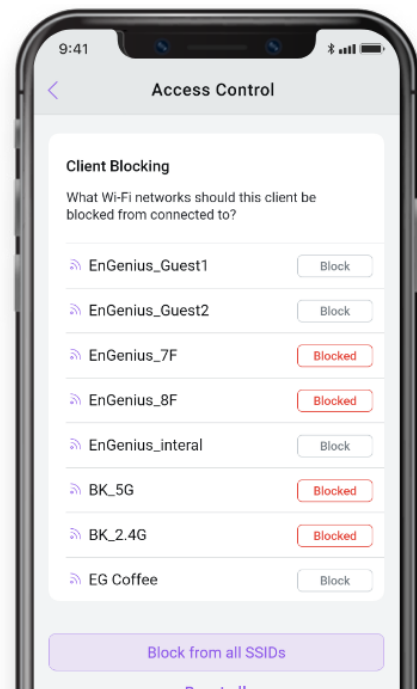 9:41
Access Control
Client Blocking
What Wi-Fi networks should this client be
blocked from connected to?
EnGenius_Guest1 Block
EnGenius_Guest2 Block
EnGenius_7F Blocked
EnGenius_8F Blocked
EnGenius_interal Block
BK_5G Blocked
BK_2.4G Blocked
EG Coffee Block
Block from all SSIDs